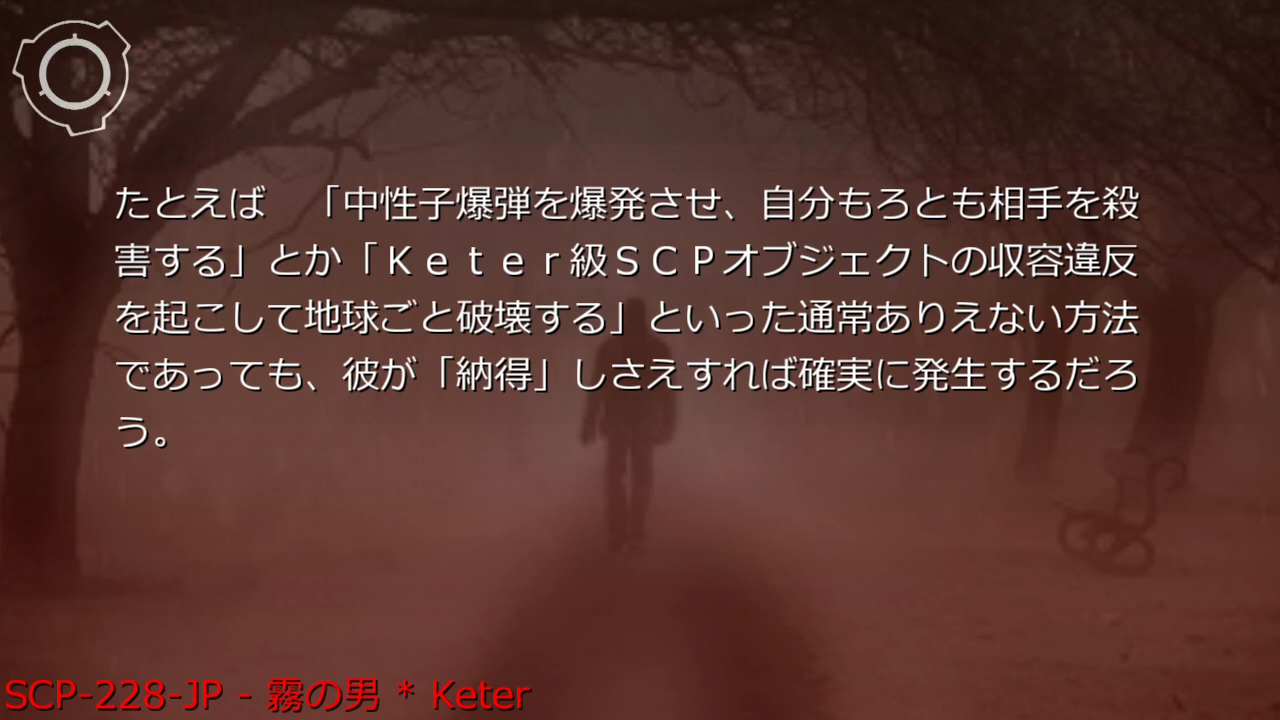 たとえば　「中性子爆弾を爆発させ、自分もろとも相手を殺
害する」とか「Ｋｅｔｅｒ級ＳＣＰオブジェクトの収容違反
を起こして地球ごと破壊する」といった通常ありえない方法
であっても、彼が「納得」しさえすれば確実に発生するだろ
う。
SCP-228-JP - 霧の男 * Keter